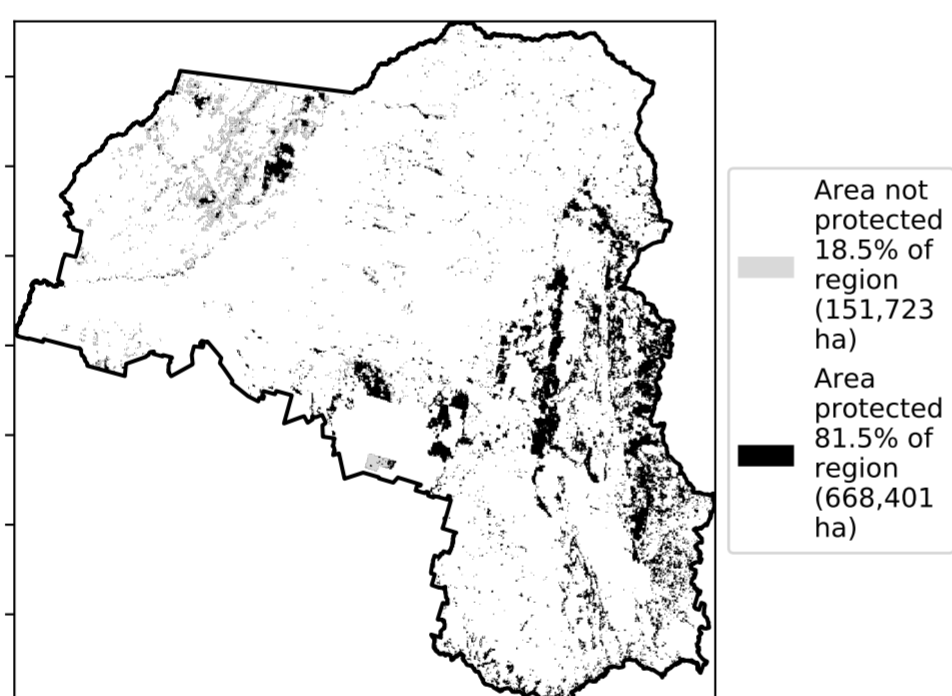 Area not
protected
18.5% of
region
(151,723
ha)
Area
protected
81.5% of
region
(668,401
ha)